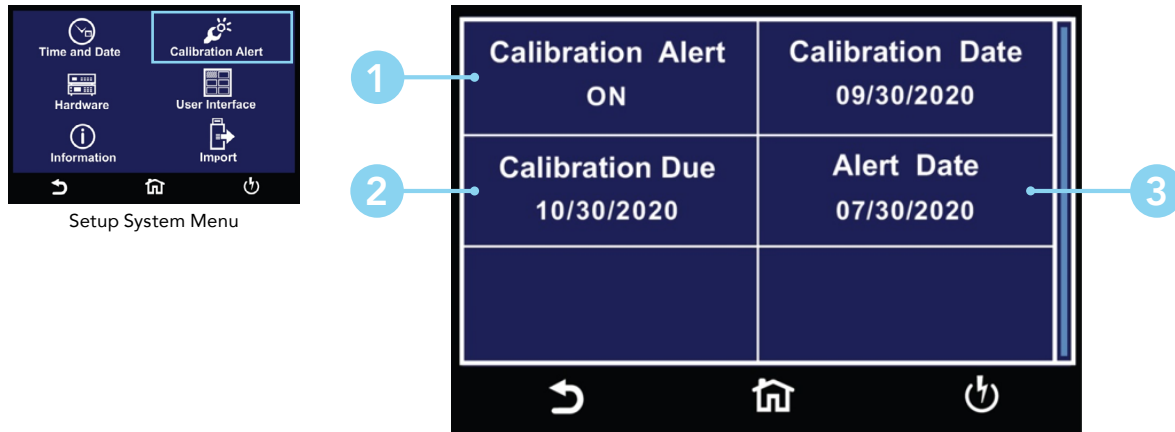 Time and Date
Calibration Alert
Hardware
User Interface
Information
Import
Setup System Menu
1
Calibration Alert
ON
Calibration Date
09/30/2020
2
Calibration Due
10/30/2020
Alert Date
07/30/2020
3